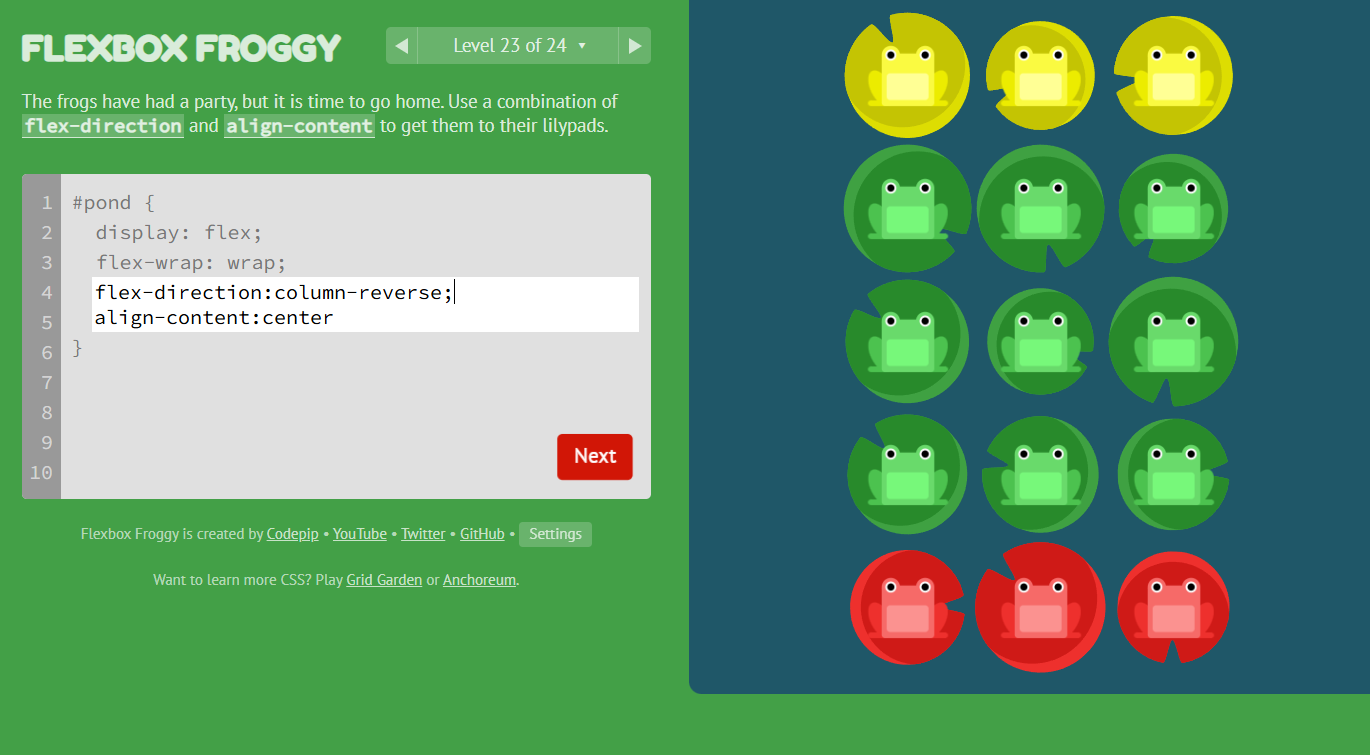 FLEXBOX FROGGY
◀ Level 23 of 24 ▼ ▶
The frogs have had a party, but it is time to go home. Use a combination of
flex-direction and align-content to get them to their lilypads.
1 #pond {
2 display: flex;
3 flex-wrap: wrap;
4 flex-direction:column-reverse;
5 align-content:center
6 }
7
8
9
10
Next
Flexbox Froggy is created by Codepip • YouTube • Twitter • GitHub • Settings
Want to learn more CSS? Play Grid Garden or Anchoreum.